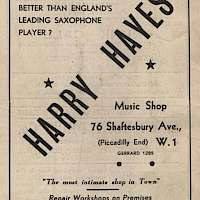 BETTER THAN ENGLAND'S
LEADING SAXOPHONE
PLAYER?
HARRY HAYES
Music Shop
76 Shaftesbury Ave.,
(Piccadilly End) W.1
GERRARD 1285
"The most intimate shop in Town"
Repair Workshops on Premises